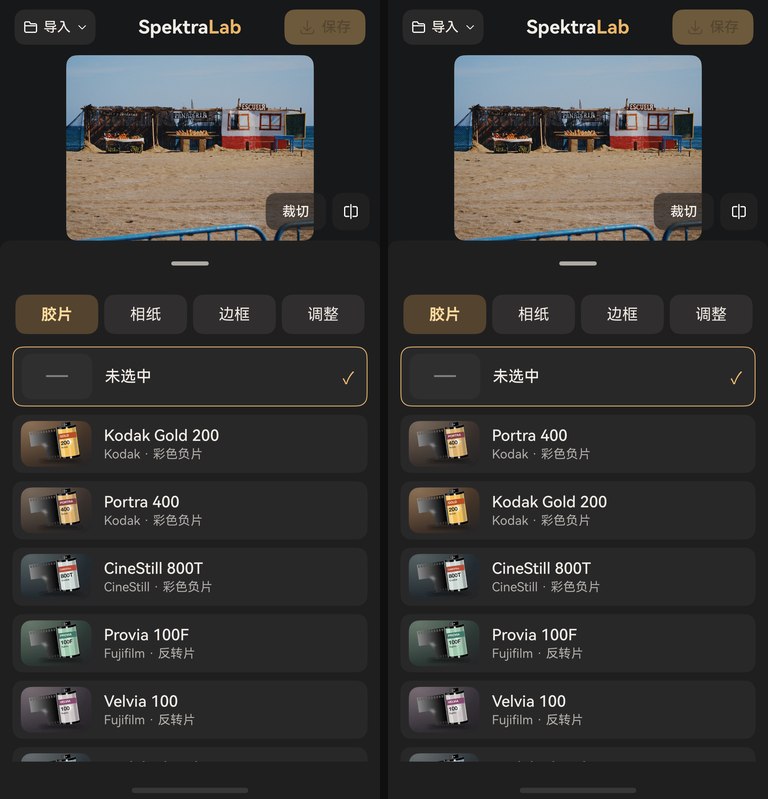 导入
SpektraLab
保存
ESCUELA
PANADERIA
裁切
胶片
相纸
边框
调整
未选中
Kodak Gold 200
Kodak · 彩色负片
Portra 400
Kodak · 彩色负片
CineStill 800T
CineStill · 彩色负片
Provia 100F
Fujifilm · 反转片
Velvia 100
Fujifilm · 反转片
导入
SpektraLab
保存
ESCUELA
PANADERIA
裁切
胶片
相纸
边框
调整
未选中
Portra 400
Kodak · 彩色负片
Kodak Gold 200
Kodak · 彩色负片
CineStill 800T
CineStill · 彩色负片
Provia 100F
Fujifilm · 反转片
Velvia 100
Fujifilm · 反转片